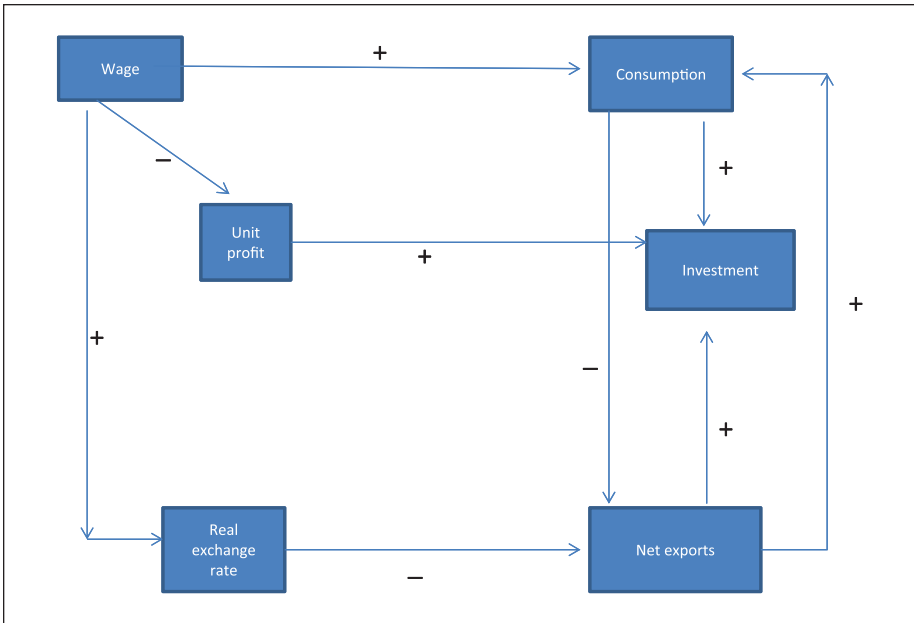 +
Wage
Consumption
–
+
Unit
profit
+
Investment
+
+
–
+
Real
exchange
rate
Net exports
–